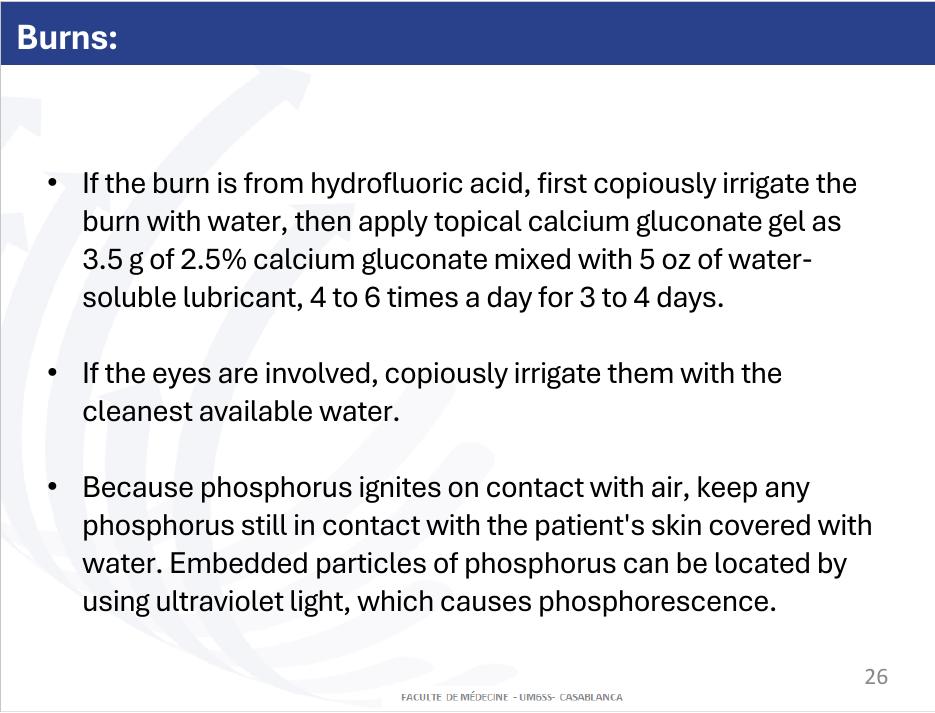 Burns:
• If the burn is from hydrofluoric acid, first copiously irrigate the
burn with water, then apply topical calcium gluconate gel as
3.5 g of 2.5% calcium gluconate mixed with 5 oz of water-
soluble lubricant, 4 to 6 times a day for 3 to 4 days.
• If the eyes are involved, copiously irrigate them with the
cleanest available water.
• Because phosphorus ignites on contact with air, keep any
phosphorus still in contact with the patient's skin covered with
water. Embedded particles of phosphorus can be located by
using ultraviolet light, which causes phosphorescence.
26
FACULTE DE MÉDECINE - UM6SS- CASABLANCA